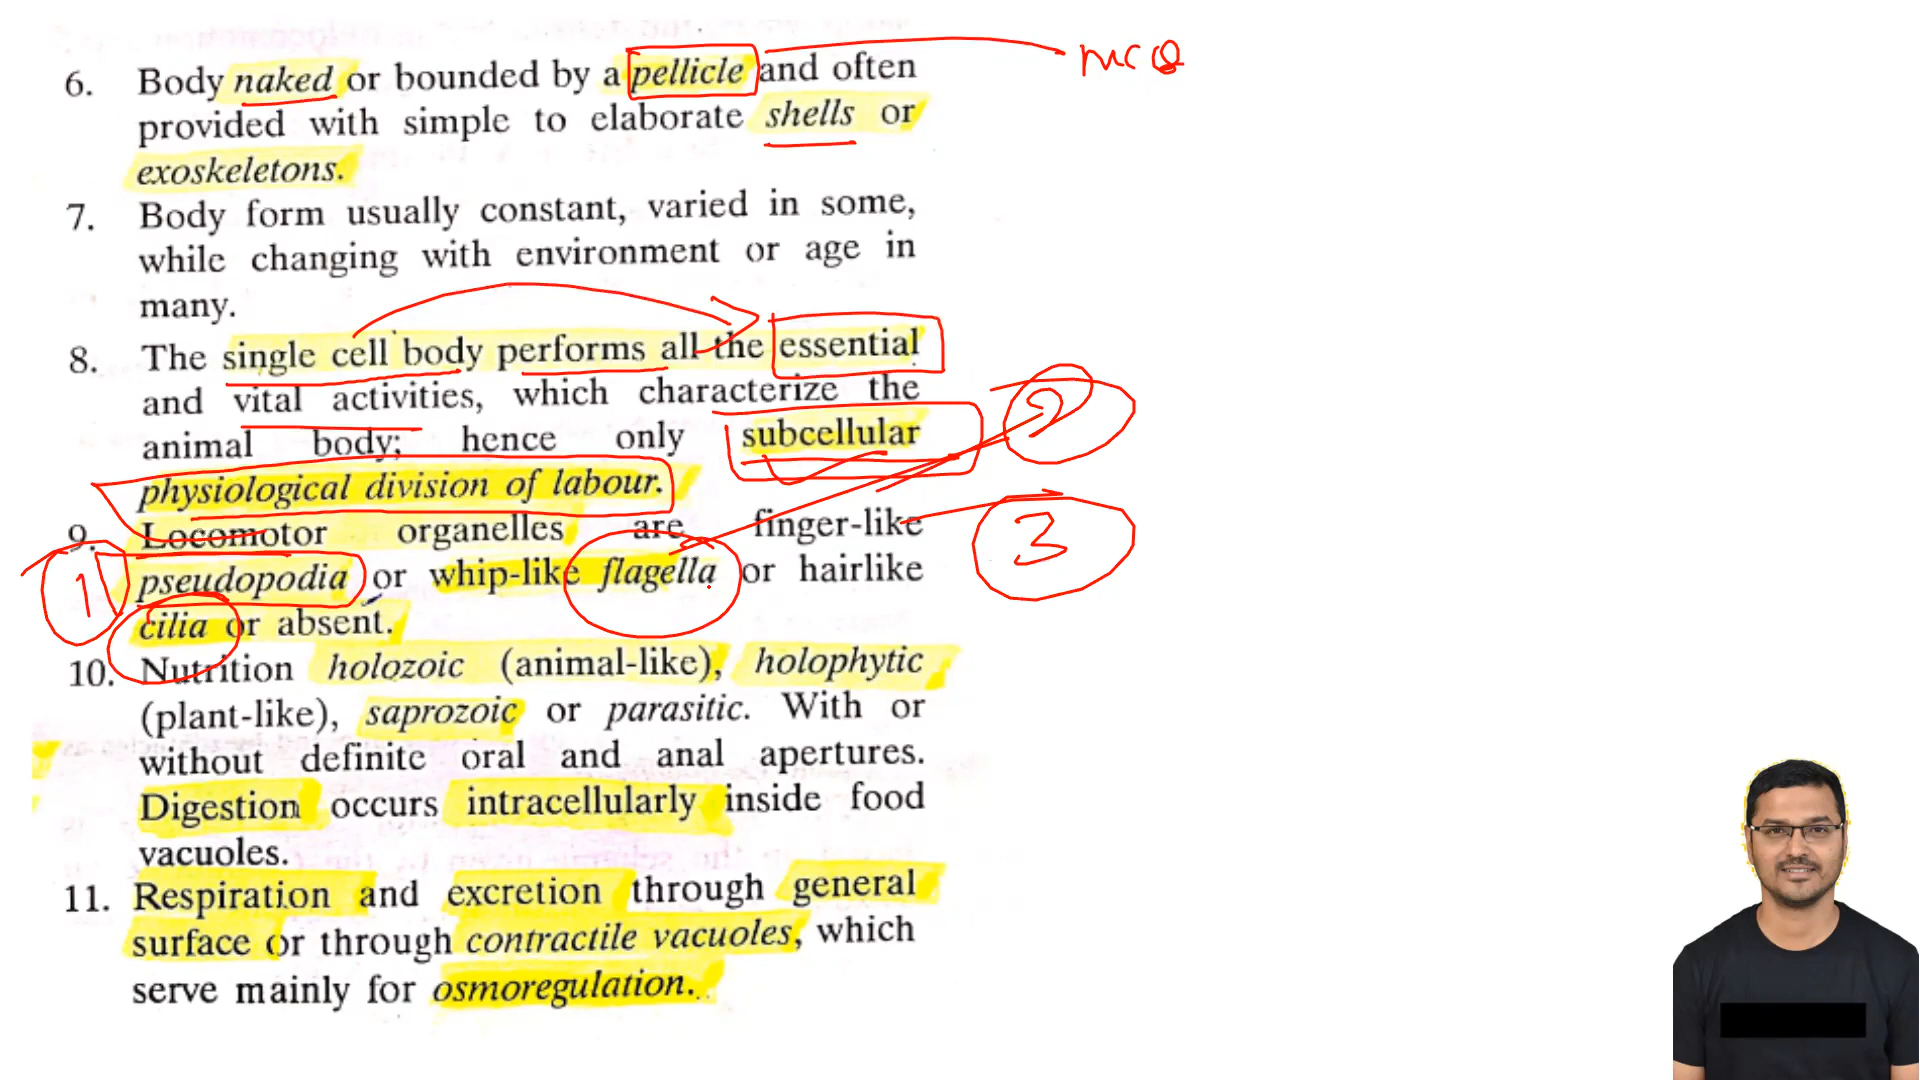 MCQ
6. Body naked or bounded by a pellicle and often
provided with simple to elaborate shells or
exoskeletons.
7. Body form usually constant, varied in some,
while changing with environment or age in
many.
8. The single cell body performs all the essential
and vital activities, which characterize the
animal body; hence only subcellular
2
physiological division of labour.
9. Locomotor organelles are finger-like
3
1
pseudopodia or whip-like flagella or hairlike
cilia or absent.
10. Nutrition holozoic (animal-like), holophytic
(plant-like), saprozoic or parasitic. With or
without definite oral and anal apertures.
Digestion occurs intracellularly inside food
vacuoles.
11. Respiration and excretion through general
surface or through contractile vacuoles, which
serve mainly for osmoregulation.